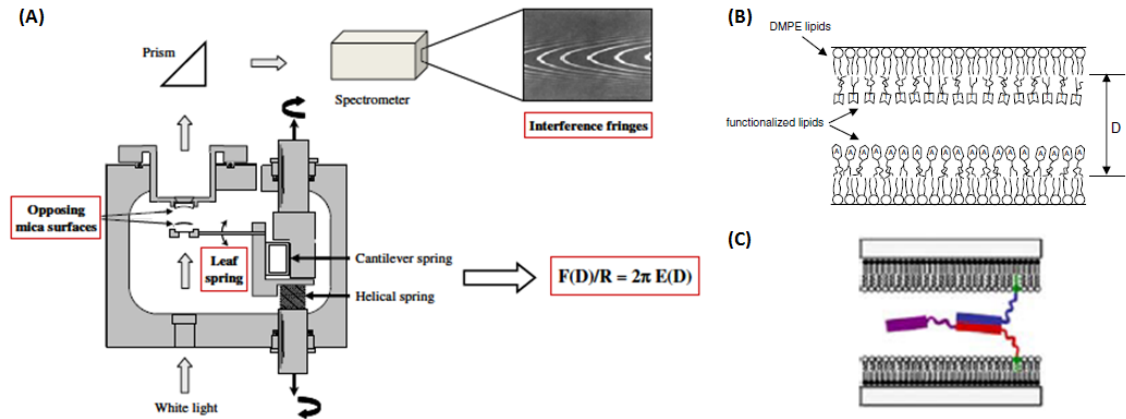 (A)
Prism
Spectrometer
Interference fringes
Opposing
mica surfaces
Leaf
spring
Cantilever spring
Helical spring
White light
F(D)/R = 2π E(D)
(B)
DMPE lipids
functionalized lipids
D
A A A A A A A A A A A A A A A A A A A A
(C)